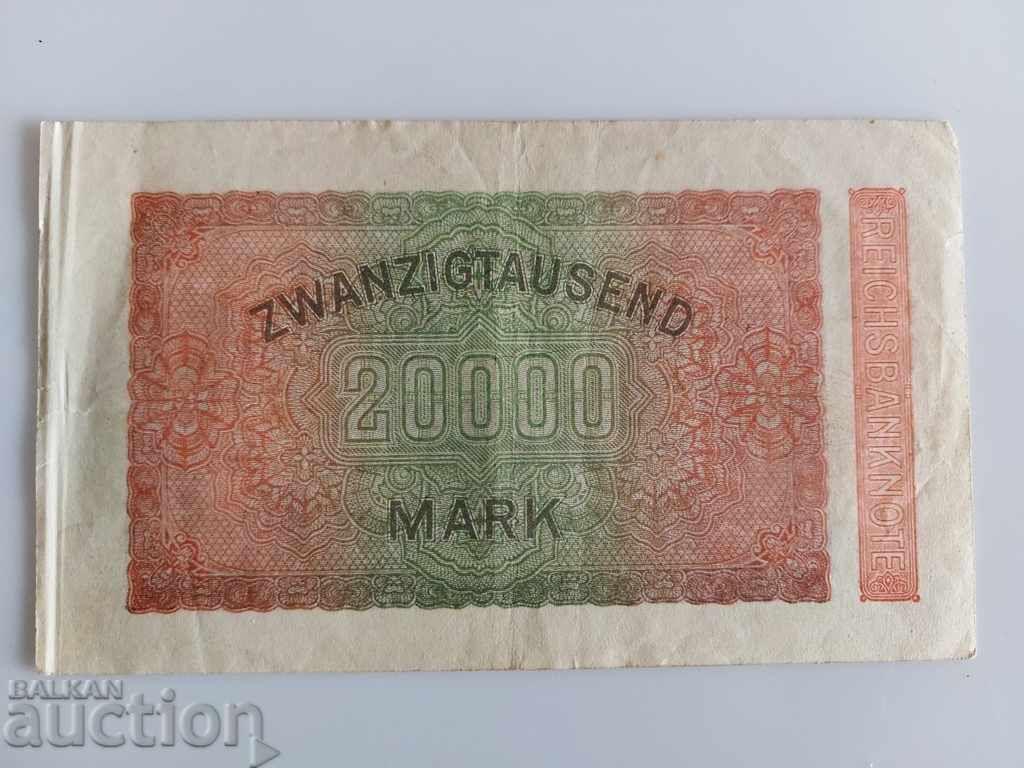 ZWANZIGTAUSEND
20000
MARK
REICHSBANKNOTE
BALKAN
auction